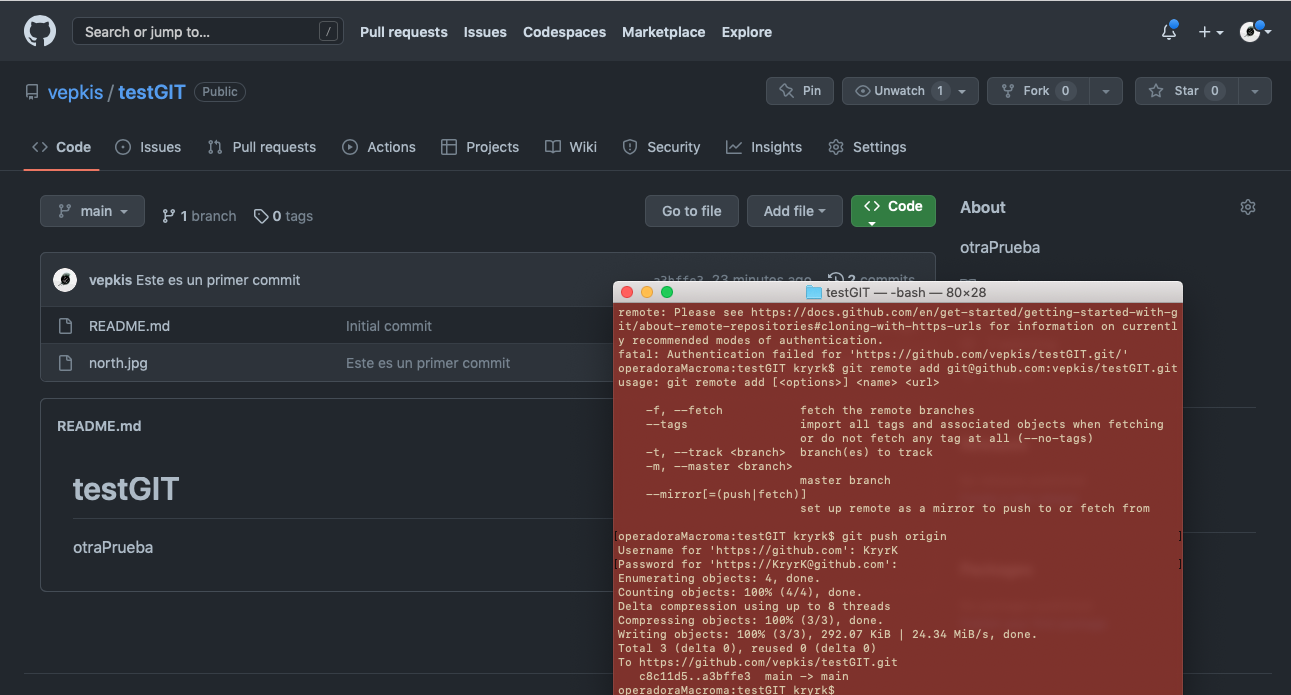 Search or jump to... /
Pull requests Issues Codespaces Marketplace Explore
vepkis / testGIT Public
Pin Unwatch 1 Fork 0 Star 0
Code Issues Pull requests Actions Projects Wiki Security Insights Settings
main 1 branch 0 tags Go to file Add file Code
About
otraPrueba
vepkis Este es un primer commit a3bffe3 23 minutes ago 2 commits
README.md Initial commit
north.jpg Este es un primer commit
README.md
testGIT
otraPrueba
testGIT — -bash — 80×28
remote: Please see https://docs.github.com/en/get-started/getting-started-with-g
it/about-remote-repositories#cloning-with-https-urls for information on currentl
y recommended modes of authentication.
fatal: Authentication failed for 'https://github.com/vepkis/testGIT.git/'
operadoraMacroma:testGIT kryrk$ git remote add git@github.com:vepkis/testGIT.git
usage: git remote add [<options>] <name> <url>
-f, --fetch fetch the remote branches
--tags import all tags and associated objects when fetching
or do not fetch any tag at all (--no-tags)
-t, --track <branch> branch(es) to track
-m, --master <branch>
master branch
--mirror[=(push|fetch)]
set up remote as a mirror to push to or fetch from
[operadoraMacroma:testGIT kryrk$ git push origin ]
Username for 'https://github.com': KryrK
[Password for 'https://KryrK@github.com': ]
Enumerating objects: 4, done.
Counting objects: 100% (4/4), done.
Delta compression using up to 8 threads
Compressing objects: 100% (3/3), done.
Writing objects: 100% (3/3), 292.07 KiB | 24.34 MiB/s, done.
Total 3 (delta 0), reused 0 (delta 0)
To https://github.com/vepkis/testGIT.git
c8c11d5..a3bffe3 main -> main
operadoraMacroma:testGIT kryrk$